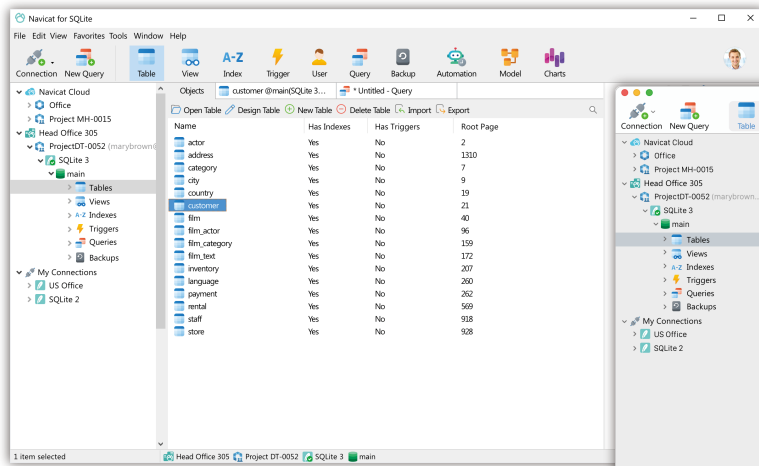 Navicat for SQLite
File Edit View Favorites Tools Window Help
Connection New Query Table View Index Trigger User Query Backup Automation Model Charts
A-Z
Objects customer @main(SQLite 3... * Untitled - Query
Open Table Design Table New Table Delete Table Import Export
Name Has Indexes Has Triggers Root Page
actor Yes No 2
address Yes No 1310
category Yes No 7
city Yes No 9
country Yes No 19
customer Yes No 21
film Yes No 40
film_actor Yes No 96
film_category Yes No 159
film_text Yes No 172
inventory Yes No 207
language Yes No 260
payment Yes No 262
rental Yes No 569
staff Yes No 918
store Yes No 928
Navicat Cloud
Office
Project MH-0015
Head Office 305
ProjectDT-0052 (marybrown@
SQLite 3
main
Tables
Views
A-Z Indexes
Triggers
Queries
Backups
My Connections
US Office
SQLite 2
1 item selected Head Office 305 Project DT-0052 SQLite 3 main
Connection New Query Table
Navicat Cloud
Office
Project MH-0015
Head Office 305
ProjectDT-0052 (marybrown...
SQLite 3
main
Tables
Views
A-Z Indexes
Triggers
Queries
Backups
My Connections
US Office
SQLite 2